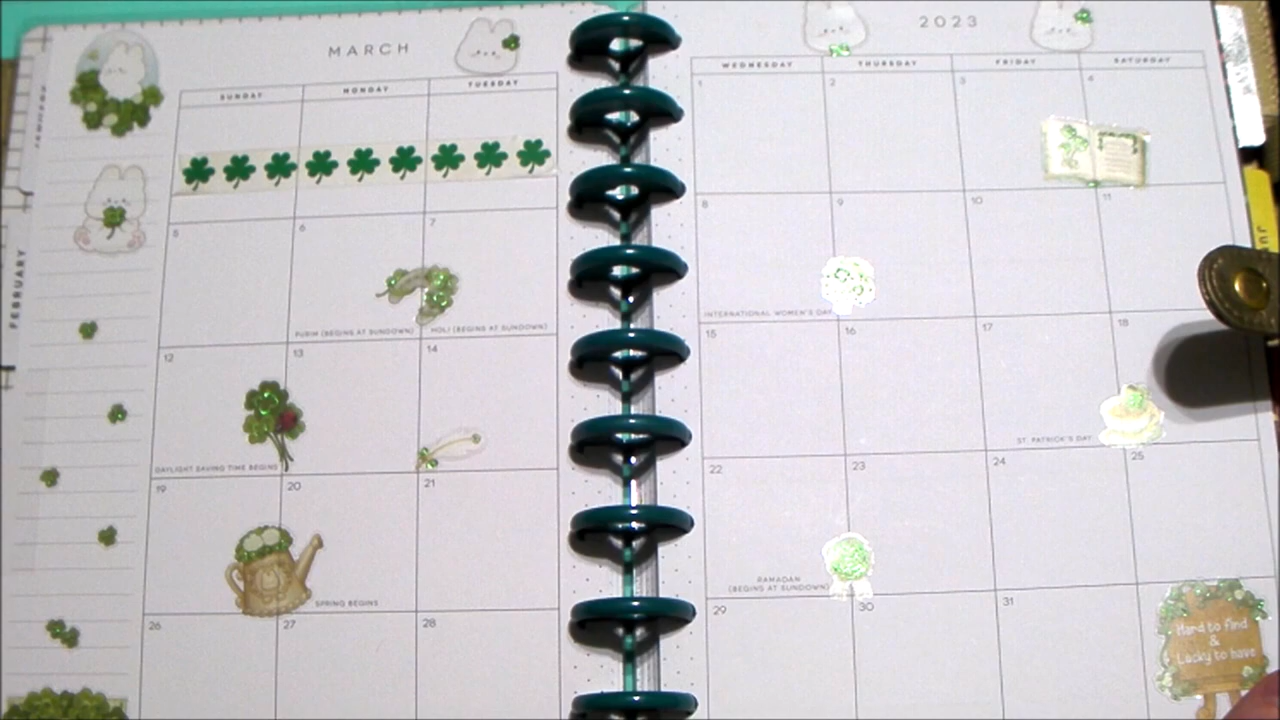 MARCH
2023
SUNDAY
MONDAY
TUESDAY
WEDNESDAY
THURSDAY
FRIDAY
SATURDAY
1
2
3
4
5
6
7
8
9
10
11
PURIM (BEGINS AT SUNDOWN)
HOLI (BEGINS AT SUNDOWN)
INTERNATIONAL WOMEN'S DAY
12
13
14
15
16
17
18
DAYLIGHT SAVING TIME BEGINS
ST. PATRICK'S DAY
19
20
21
22
23
24
25
SPRING BEGINS
RAMADAN
(BEGINS AT SUNDOWN)
26
27
28
29
30
31
Hard to find
&
Lucky to have
FEBRUARY